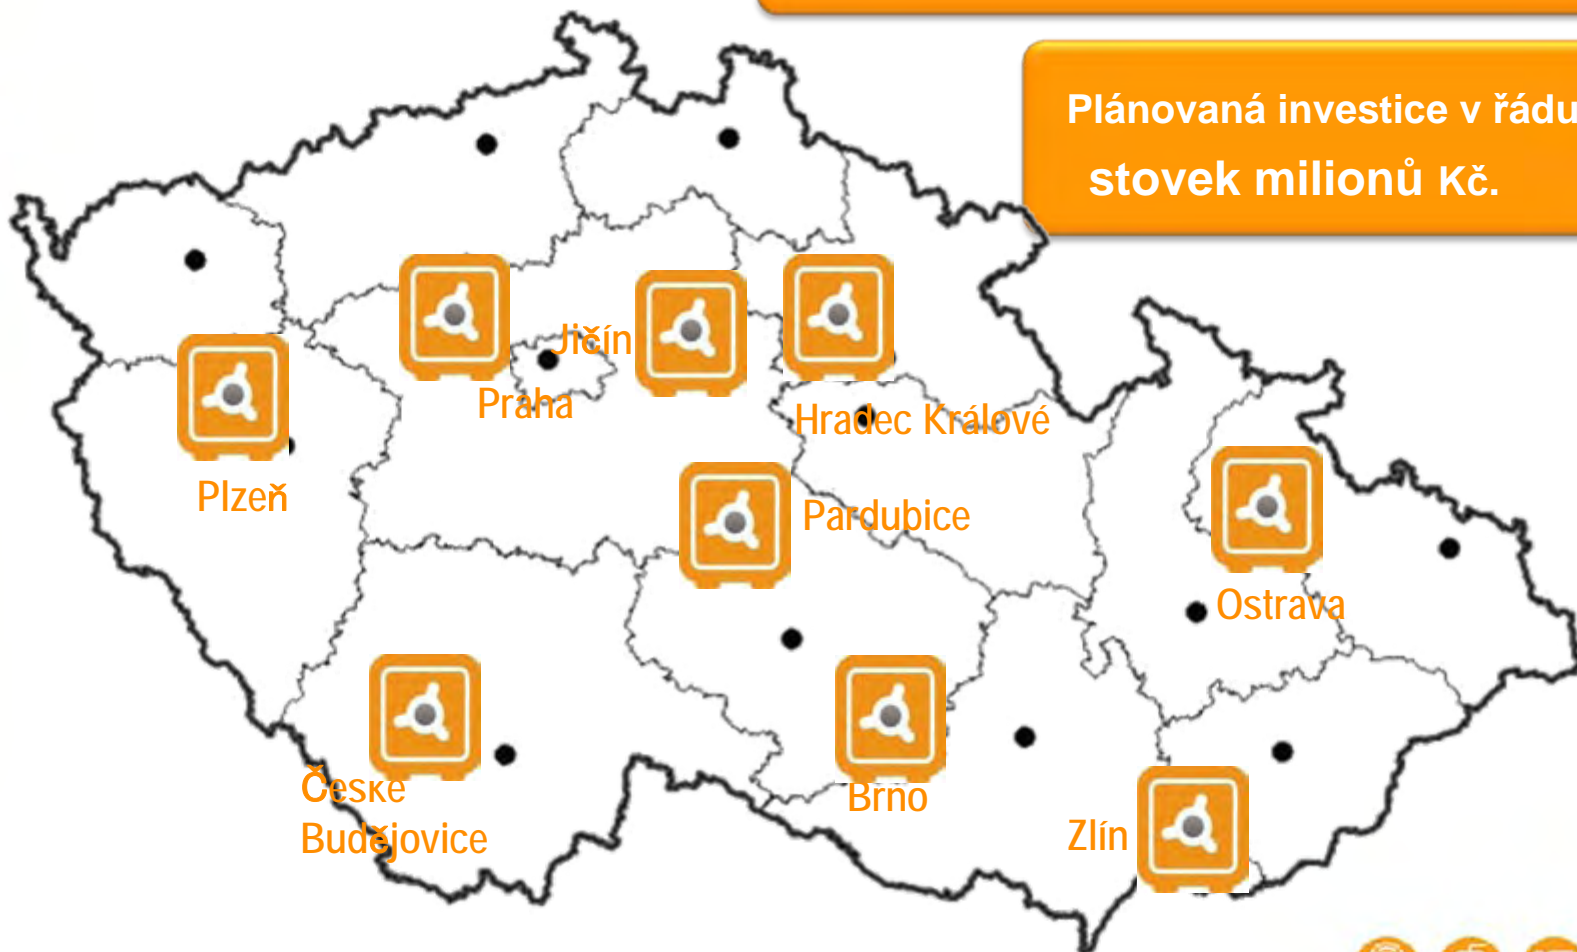 Plánovaná investice v řádu
stovek milionů Kč.
Jičín
Praha
Hradec Králové
Plzeň
Pardubice
Ostrava
České
Budějovice
Brno
Zlín